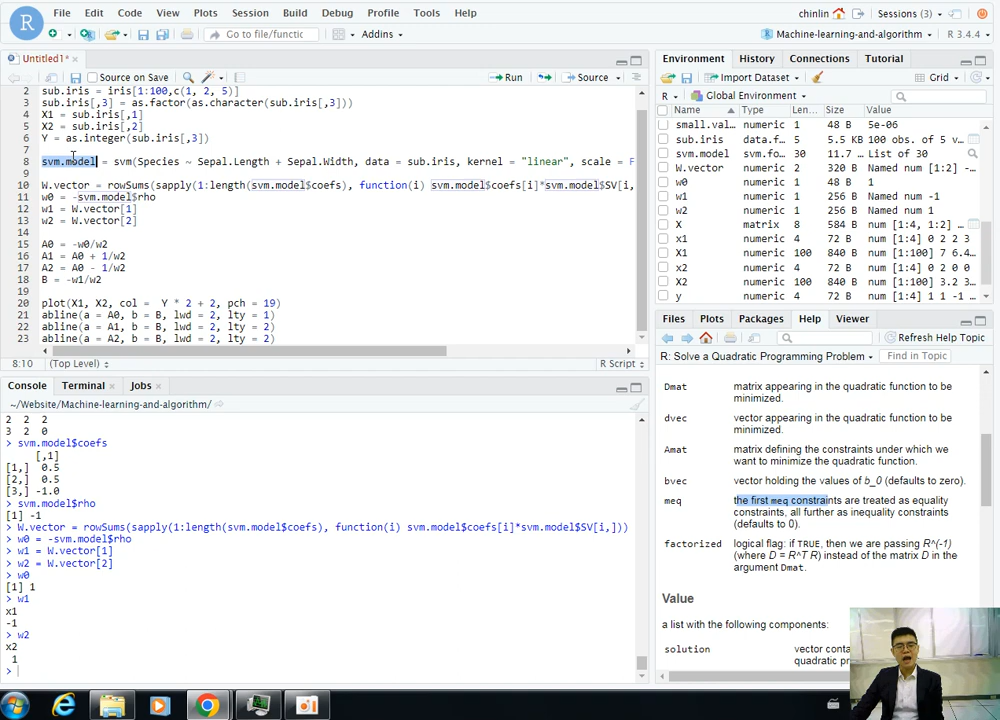 File Edit Code View Plots Session Build Debug Profile Tools Help
chinlin Sessions (3)
R
Go to file/functic Addins
Machine-learning-and-algorithm R 3.4.4
Untitled1*
Source on Save Run Source
2 sub.iris = iris[1:100,c(1, 2, 5)]
3 sub.iris[,3] = as.factor(as.character(sub.iris[,3]))
4 X1 = sub.iris[,1]
5 X2 = sub.iris[,2]
6 Y = as.integer(sub.iris[,3])
7
8 svm.model = svm(Species ~ Sepal.Length + Sepal.Width, data = sub.iris, kernel = "linear", scale = F
9
10 W.vector = rowSums(sapply(1:length(svm.model$coefs), function(i) svm.model$coefs[i]*svm.model$SV[i,
11 w0 = -svm.model$rho
12 w1 = W.vector[1]
13 w2 = W.vector[2]
14
15 A0 = -w0/w2
16 A1 = A0 + 1/w2
17 A2 = A0 - 1/w2
18 B = -w1/w2
19
20 plot(X1, X2, col =  Y * 2 + 2, pch = 19)
21 abline(a = A0, b = B, lwd = 2, lty = 1)
22 abline(a = A1, b = B, lwd = 2, lty = 2)
23 abline(a = A2, b = B, lwd = 2, lty = 2)
8:10 (Top Level) R Script
Console Terminal Jobs
~/Website/Machine-learning-and-algorithm/
2 2 2
3 2 0
> svm.model$coefs
[,1]
[1,] 0.5
[2,] 0.5
[3,] -1.0
> svm.model$rho
[1] -1
> W.vector = rowSums(sapply(1:length(svm.model$coefs), function(i) svm.model$coefs[i]*svm.model$SV[i,]))
> w0 = -svm.model$rho
> w1 = W.vector[1]
> w2 = W.vector[2]
> w0
[1] 1
> w1
x1
-1
> w2
x2
1
>
Environment History Connections Tutorial
Import Dataset Grid
R Global Environment
Name Type Len... Size Value
small.val… numeric 1 48 B 5e-06
sub.iris data.f… 5 5.5 KB 100 obs. of 5 va…
svm.model svm.fo… 30 11.7 … List of 30
W.vector numeric 2 320 B Named num [1:2] -…
w0 numeric 1 48 B 1
w1 numeric 1 256 B Named num -1
w2 numeric 1 256 B Named num 1
X matrix 8 584 B num [1:4, 1:2] …
x1 numeric 4 72 B num [1:4] 0 2 2 3
X1 numeric 100 840 B num [1:100] 7 6.4…
x2 numeric 4 72 B num [1:4] 0 2 0 0
X2 numeric 100 840 B num [1:100] 3.2 3…
y numeric 4 72 B num [1:4] 1 1 -1 …
Files Plots Packages Help Viewer
Refresh Help Topic
R: Solve a Quadratic Programming Problem Find in Topic
Dmat matrix appearing in the quadratic function to be
minimized.
dvec vector appearing in the quadratic function to be
minimized.
Amat matrix defining the constraints under which we
want to minimize the quadratic function.
bvec vector holding the values of b_0 (defaults to zero).
meq the first meq constraints are treated as equality
constraints, all further as inequality constraints
(defaults to 0).
factorized logical flag: if TRUE, then we are passing R^(-1)
(where D = R^T R) instead of the matrix D in the
argument Dmat.
Value
a list with the following components:
solution vector conta
quadratic pro